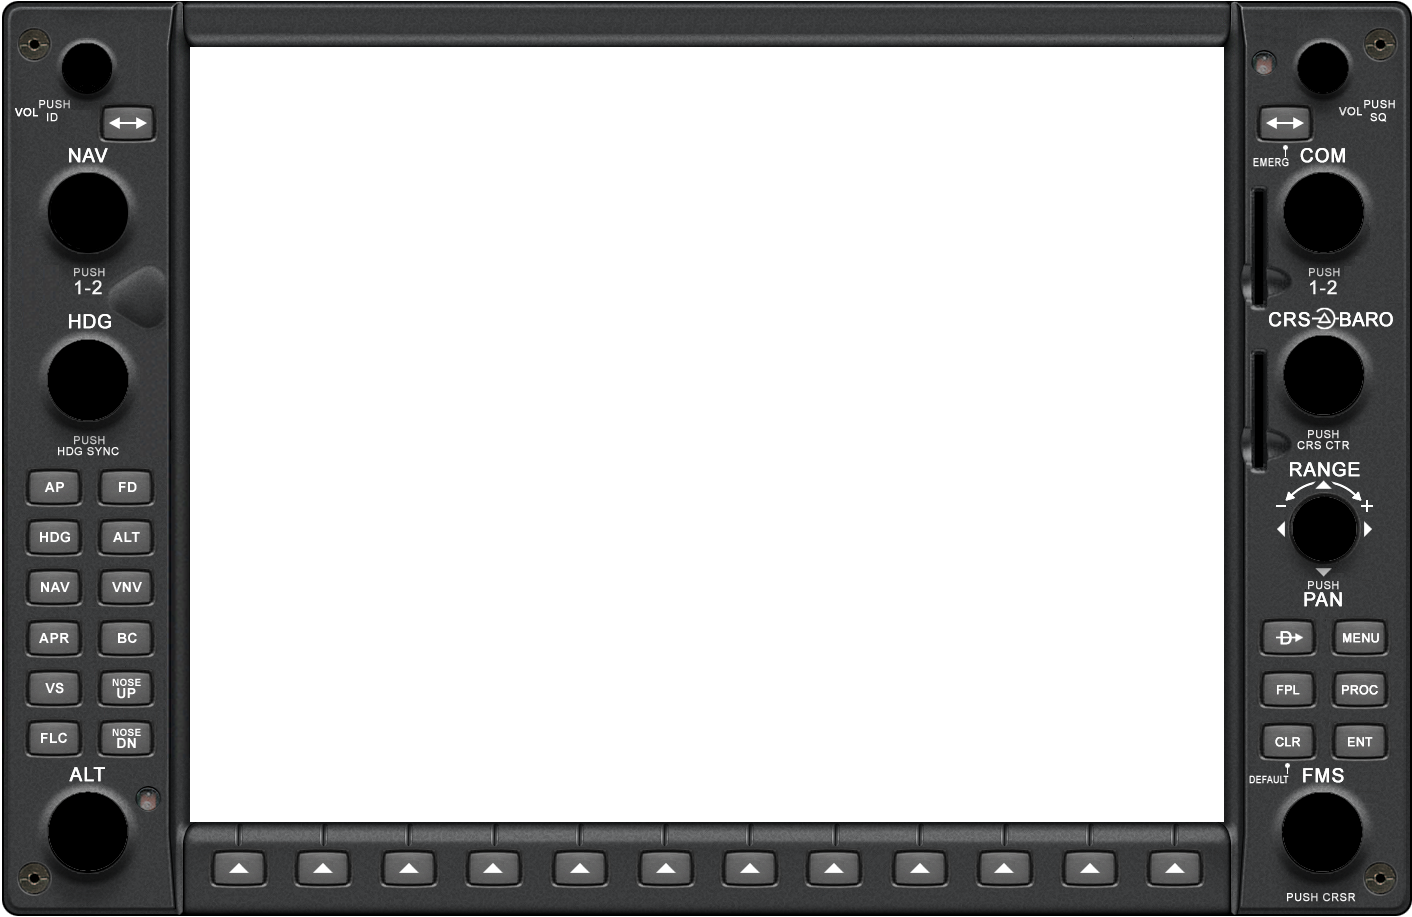 VOL PUSH
ID
NAV
PUSH
1-2
HDG
PUSH
HDG SYNC
AP FD
HDG ALT
NAV VNV
APR BC
VS NOSE UP
FLC NOSE DN
ALT
VOL PUSH
SQ
EMERG COM
PUSH
1-2
CRS BARO
PUSH
CRS CTR
RANGE
- +
PUSH
PAN
D MENU
FPL PROC
CLR ENT
DEFAULT FMS
PUSH CRSR